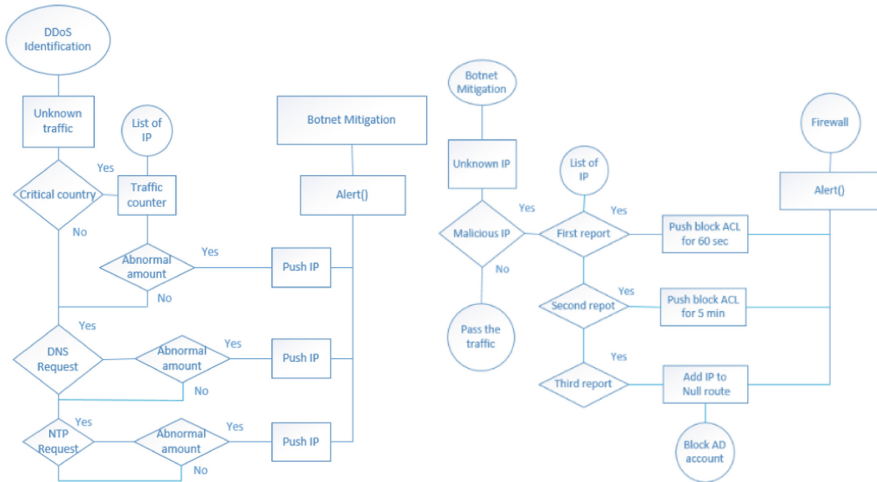 DDoS
Identification
Unknown
traffic
List of
IP
Yes
Critical country
Traffic
counter
No
Abnormal
amount
Yes
Push IP
No
Botnet Mitigation
Alert()
Yes
DNS
Request
Abnormal
amount
Yes
Push IP
No
Yes
NTP
Request
Abnormal
amount
Yes
Push IP
No
Botnet
Mitigation
Unknown IP
List of
IP
Yes
Malicious IP
No
Pass the
traffic
First report
Yes
Push block ACL
for 60 sec
Second repot
Yes
Push block ACL
for 5 min
Third report
Yes
Add IP to
Null route
Block AD
account
Firewall
Alert()